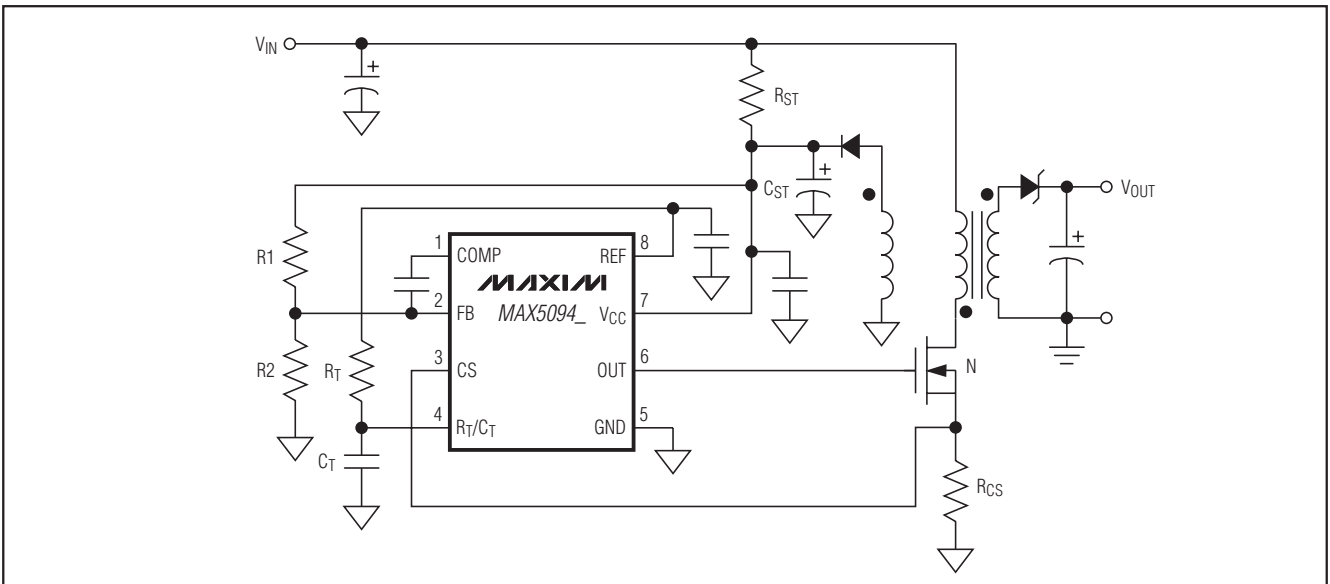 VIN
+
RST
+
CST
VOUT
+
R1
1
COMP
REF
8
MAXIM
MAX5094_
2
FB
VCC
7
R2
RT
3
CS
OUT
6
N
4
RT/CT
GND
5
CT
RCS